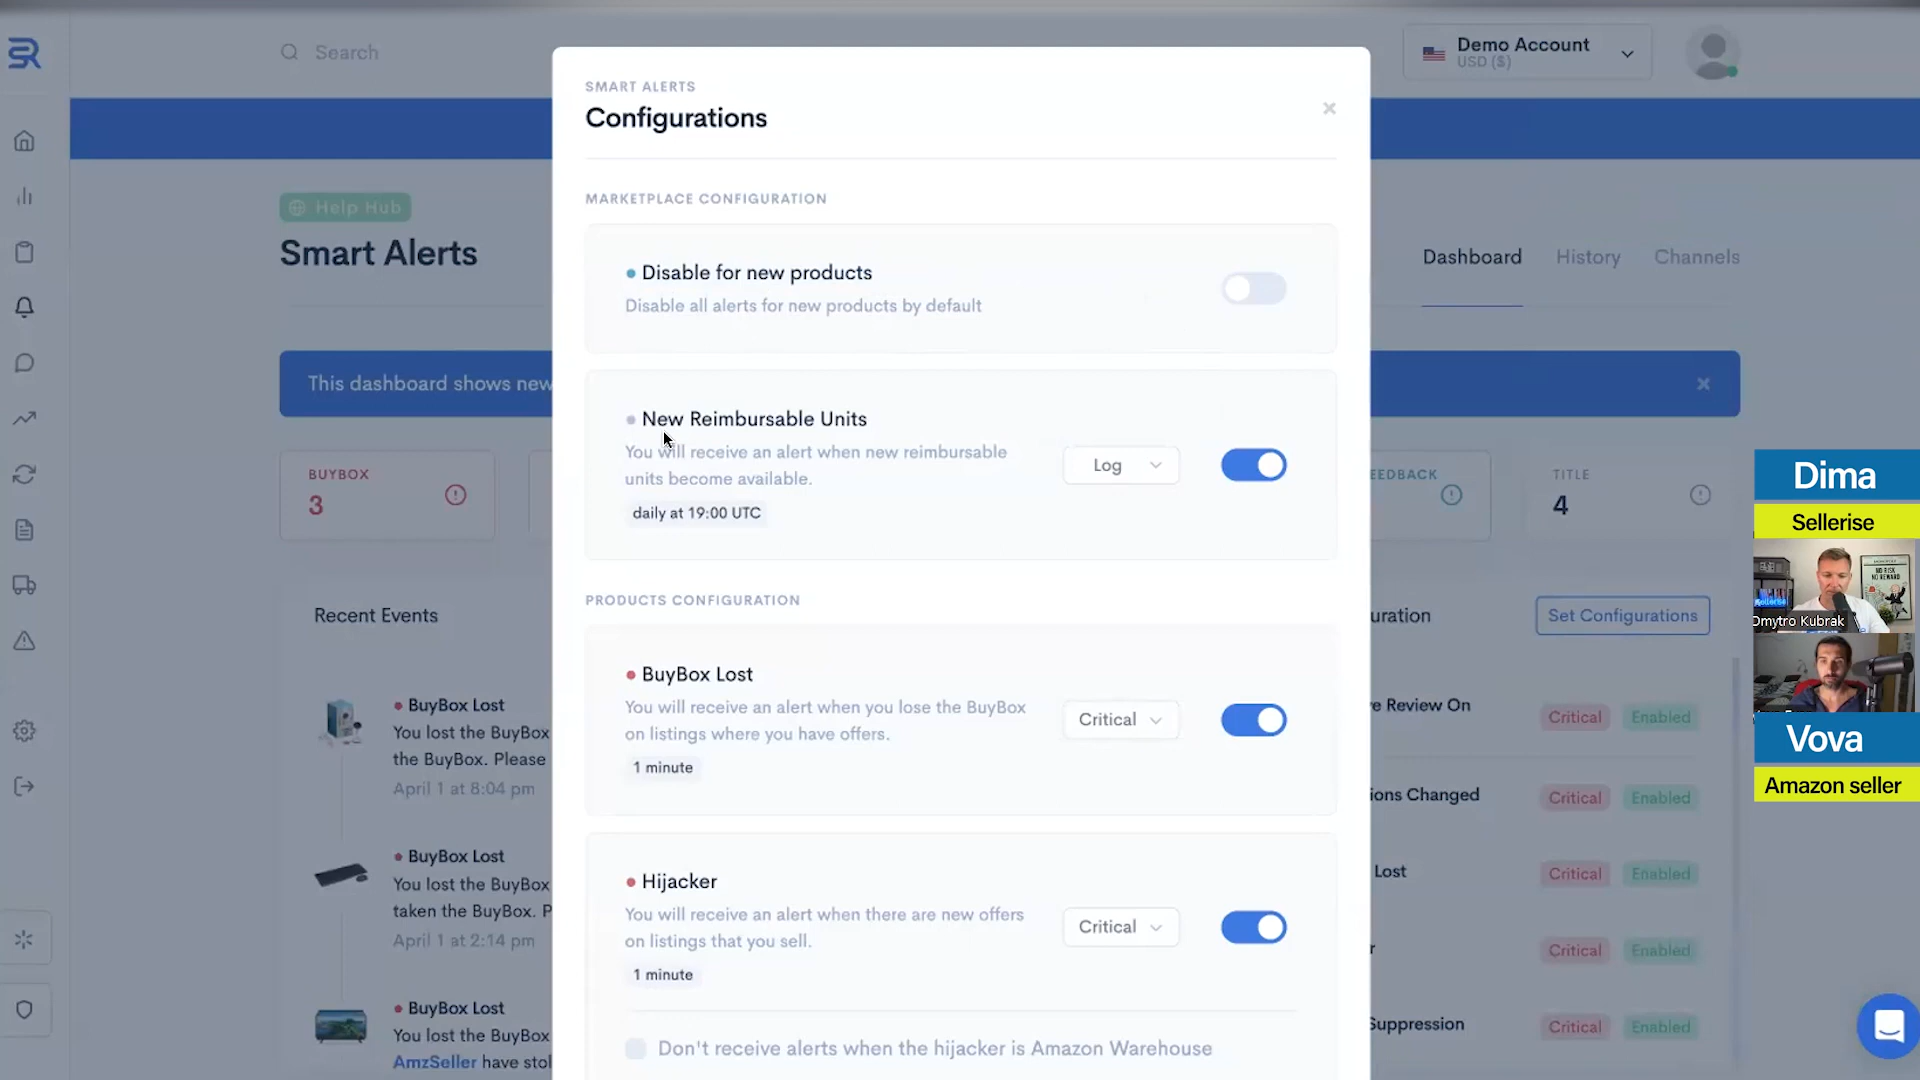 Search
Demo Account
USD ($)
SMART ALERTS
Configurations
MARKETPLACE CONFIGURATION
Help Hub
Smart Alerts
Dashboard
History
Channels
Disable for new products
Disable all alerts for new products by default
This dashboard shows new
New Reimbursable Units
You will receive an alert when new reimbursable
units become available.
daily at 19:00 UTC
Log
BUYBOX
3
EEDBACK
TITLE
4
Dima
Sellerise
NO RISK
NO REWARD
Dmytro Kubrak
Vova
Amazon seller
PRODUCTS CONFIGURATION
Recent Events
uration
Set Configurations
BuyBox Lost
You will receive an alert when you lose the BuyBox
on listings where you have offers.
1 minute
Critical
BuyBox Lost
You lost the BuyBox
the BuyBox. Please
April 1 at 8:04 pm
e Review On
Critical
Enabled
ions Changed
Critical
Enabled
Hijacker
You will receive an alert when there are new offers
on listings that you sell.
1 minute
Critical
Don't receive alerts when the hijacker is Amazon Warehouse
BuyBox Lost
You lost the BuyBox
taken the BuyBox. P
April 1 at 2:14 pm
Lost
Critical
Enabled
r
Critical
Enabled
BuyBox Lost
You lost the BuyBox
AmzSeller have stol
Suppression
Critical
Enabled